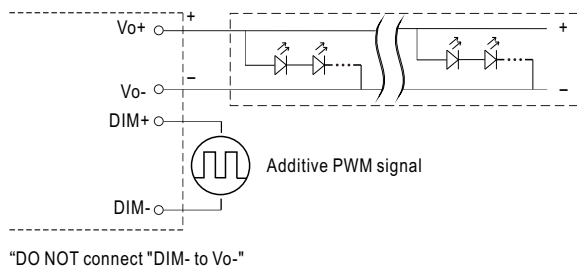 Vo+ +
+
Vo- −
−
DIM+
Additive PWM signal
DIM-
“DO NOT connect "DIM- to Vo-"